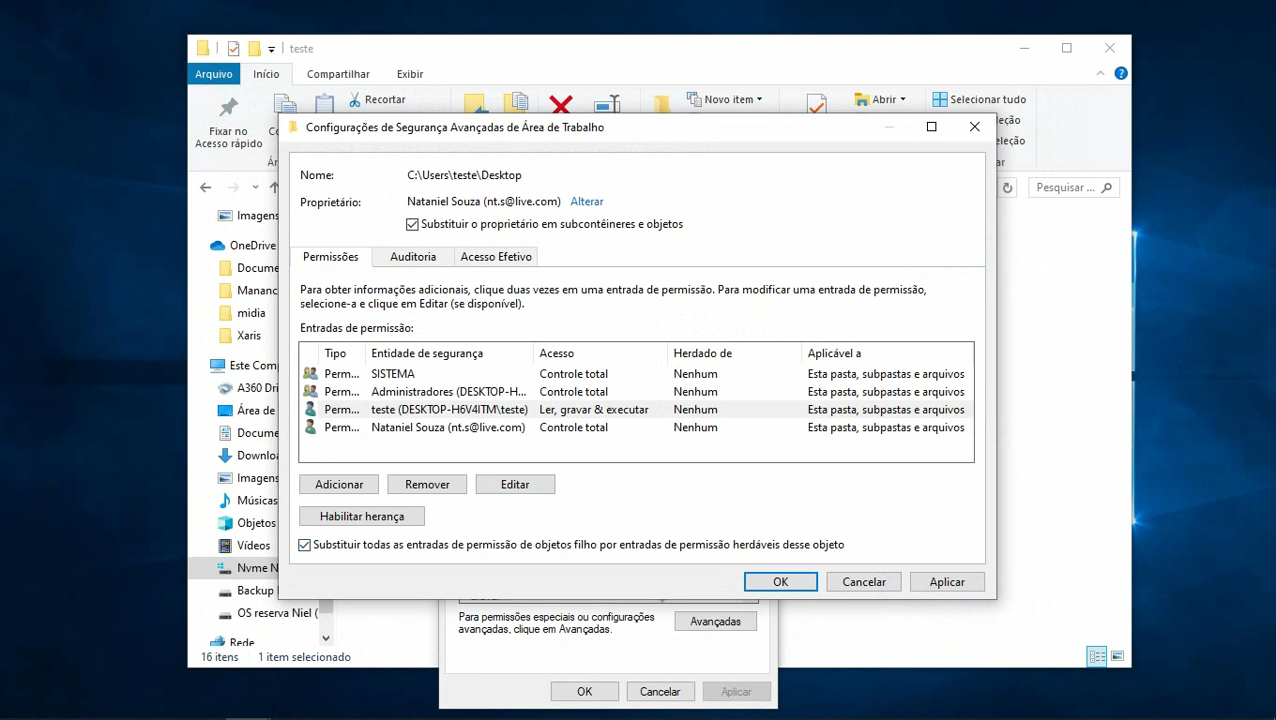 teste
Arquivo
Início
Compartilhar
Exibir
Fixar no
Acesso rápido
Recortar
Novo item
Abrir
Selecionar tudo
Configurações de Segurança Avançadas de Área de Trabalho
Nome: C:\Users\teste\Desktop
Proprietário: Nataniel Souza (nt.s@live.com) Alterar
Substituir o proprietário em subcontêineres e objetos
Permissões Auditoria Acesso Efetivo
Para obter informações adicionais, clique duas vezes em uma entrada de permissão. Para modificar uma entrada de permissão,
selecione-a e clique em Editar (se disponível).
Entradas de permissão:
Tipo Entidade de segurança Acesso Herdado de Aplicável a
Perm... SISTEMA Controle total Nenhum Esta pasta, subpastas e arquivos
Perm... Administradores (DESKTOP-H... Controle total Nenhum Esta pasta, subpastas e arquivos
Perm... teste (DESKTOP-H6V4ITM\teste) Ler, gravar & executar Nenhum Esta pasta, subpastas e arquivos
Perm... Nataniel Souza (nt.s@live.com) Controle total Nenhum Esta pasta, subpastas e arquivos
Adicionar Remover Editar
Habilitar herança
Substituir todas as entradas de permissão de objetos filho por entradas de permissão herdáveis desse objeto
OK Cancelar Aplicar
Pesquisar ...
Imagens
OneDrive
Docume
Manano
midia
Xaris
Este Comp
A360 Dri
Área de
Docume
Downlo
Imagens
Músicas
Objetos
Vídeos
Nvme N
Backup
OS reserva Niel (
Rede
16 itens 1 item selecionado
Para permissões especiais ou configurações
avançadas, clique em Avançadas.
Avançadas
OK Cancelar Aplicar